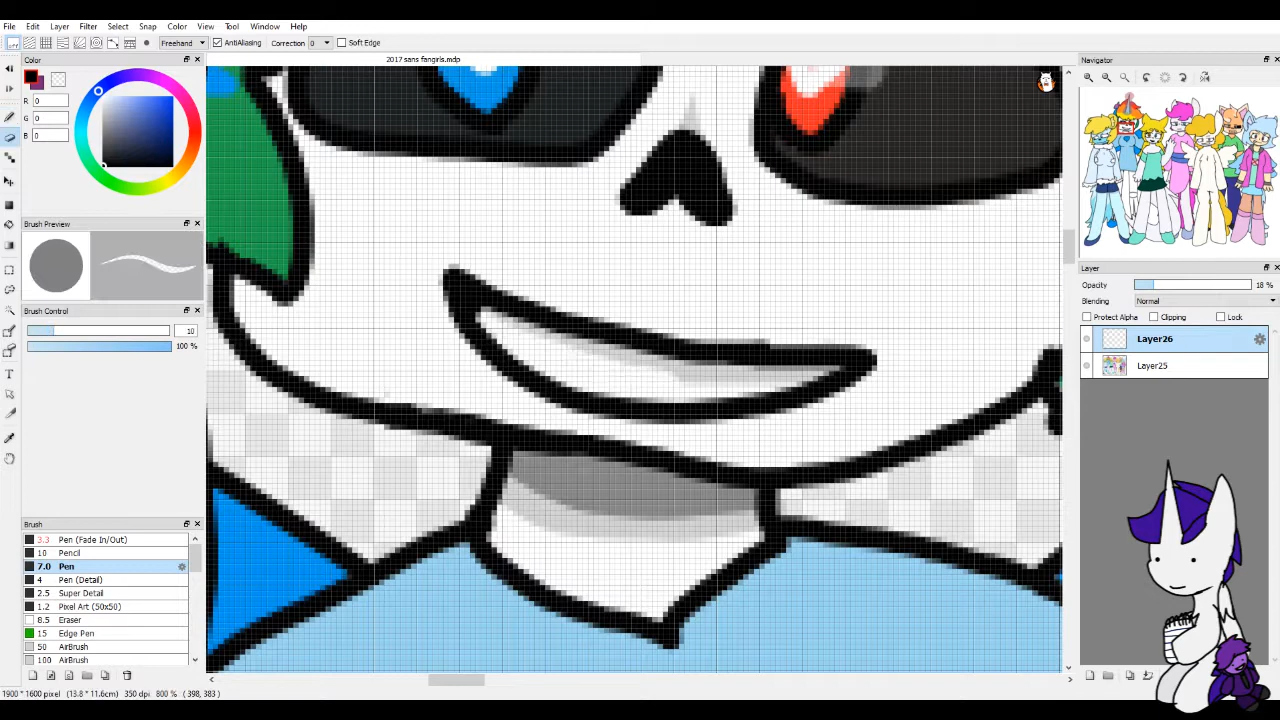 File Edit Layer Filter Select Snap Color View Tool Window Help
Freehand AntiAliasing Correction 0 Soft Edge
Color
2017 sans fangirls.mdp
Navigator
R 0
G 0
B 0
Brush Preview
Brush Control
10
100 %
Layer
Opacity 18 %
Blending Normal
Protect Alpha Clipping Lock
Layer26
Layer25
Brush
3.3 Pen (Fade In/Out)
10 Pencil
7.0 Pen
4 Pen (Detail)
2.5 Super Detail
1.2 Pixel Art (50x50)
6.5 Eraser
15 Edge Pen
50 AirBrush
100 AirBrush
1900 * 1600 pixel (13.8 * 11.6cm) 350 dpi 800 % ( 398, 383 )